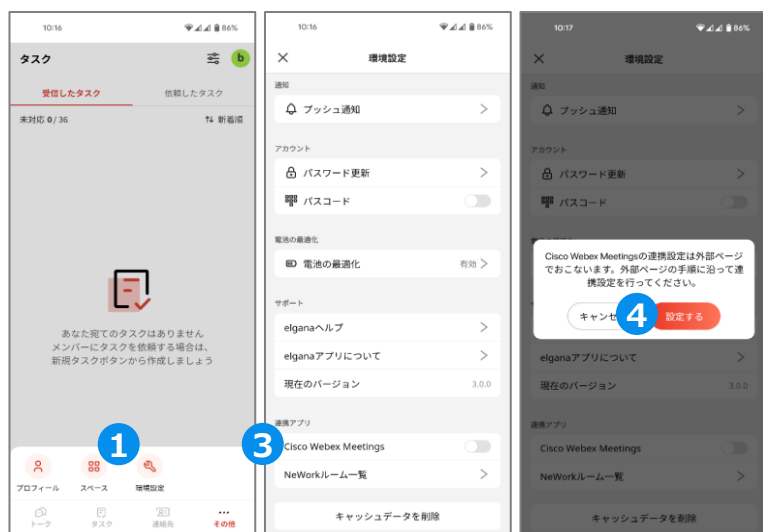 10:16
86%
タスク
b
受信したタスク
依頼したタスク
未対応 0 / 36
新着順
あなた宛てのタスクはありません
メンバーにタスクを依頼する場合は、
新規タスクボタンから作成しましょう
1
プロフィール
スペース
環境設定
トーク
タスク
連絡先
その他
10:16
86%
環境設定
通知
プッシュ通知
アカウント
パスワード更新
パスコード
電池の最適化
電池の最適化
有効
サポート
elganaヘルプ
elganaアプリについて
現在のバージョン
3.0.0
連携アプリ
3
Cisco Webex Meetings
NeWorkルーム一覧
キャッシュデータを削除
10:17
86%
環境設定
通知
プッシュ通知
アカウント
パスワード更新
パスコード
Cisco Webex Meetingsの連携設定は外部ページ
でおこないます。外部ページの手順に沿って連
携設定を行ってください。
キャンセ
4
設定する
elganaアプリについて
現在のバージョン
3.0.0
連携アプリ
Cisco Webex Meetings
NeWorkルーム一覧
キャッシュデータを削除